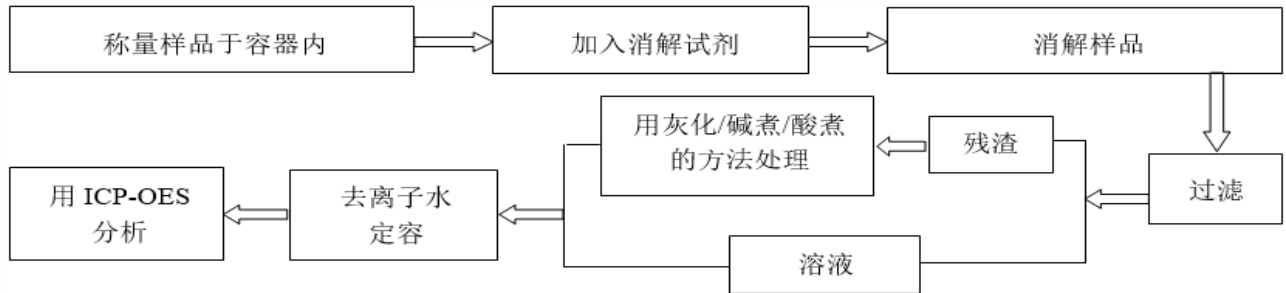 称量样品于容器内
加入消解试剂
消解样品
过滤
残渣
用灰化/碱煮/酸煮
的方法处理
溶液
去离子水
定容
用 ICP-OES
分析